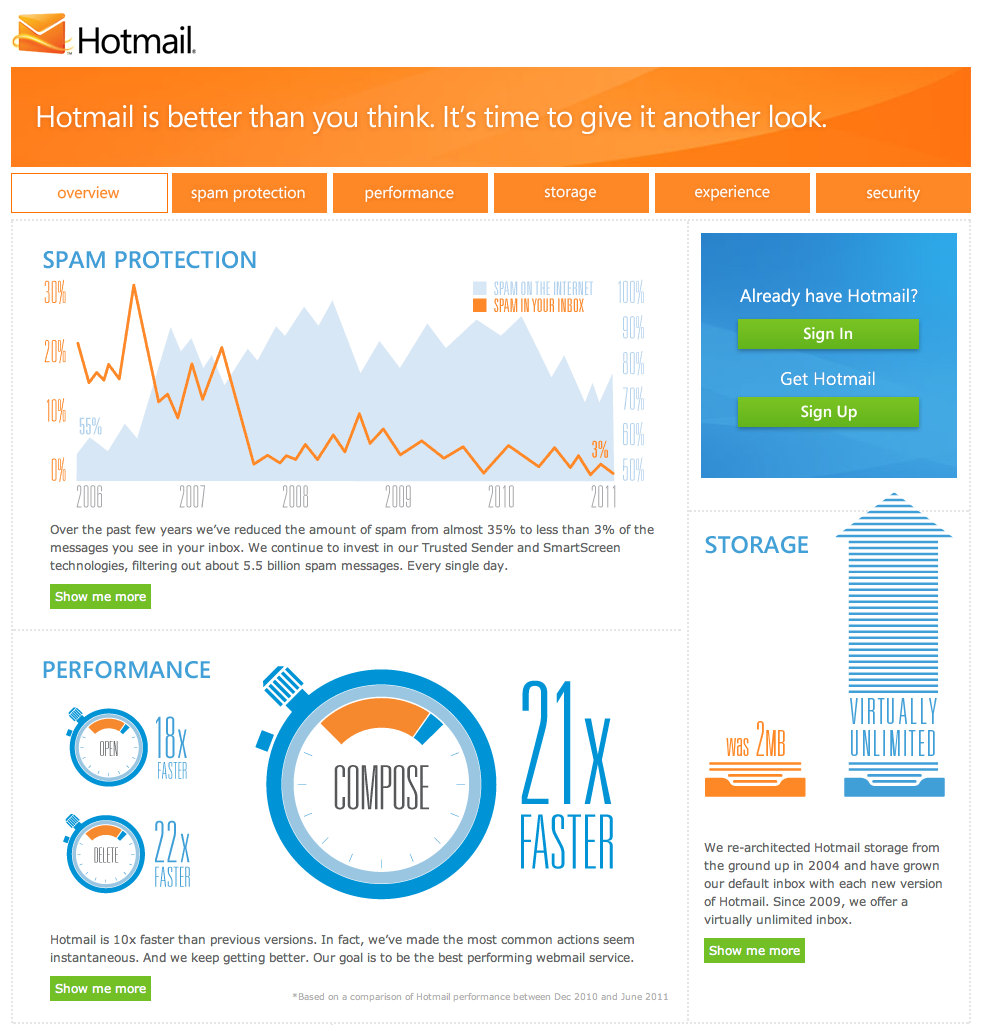 Hotmail
Hotmail is better than you think. It's time to give it another look.
overview
spam protection
performance
storage
experience
security
SPAM PROTECTION
30%
20%
10%
0%
SPAM ON THE INTERNET
SPAM IN YOUR INBOX
100%
90%
80%
70%
60%
50%
55%
3%
2006
2007
2008
2009
2010
2011
Over the past few years we've reduced the amount of spam from almost 35% to less than 3% of the
messages you see in your inbox. We continue to invest in our Trusted Sender and SmartScreen
technologies, filtering out about 5.5 billion spam messages. Every single day.
Show me more
Already have Hotmail?
Sign In
Get Hotmail
Sign Up
PERFORMANCE
OPEN
18x
FASTER
DELETE
22x
FASTER
COMPOSE
21x
FASTER
Hotmail is 10x faster than previous versions. In fact, we've made the most common actions seem
instantaneous. And we keep getting better. Our goal is to be the best performing webmail service.
Show me more
*Based on a comparison of Hotmail performance between Dec 2010 and June 2011
STORAGE
was 2MB
VIRTUALLY
UNLIMITED
We re-architected Hotmail storage from
the ground up in 2004 and have grown
our default inbox with each new version
of Hotmail. Since 2009, we offer a
virtually unlimited inbox.
Show me more